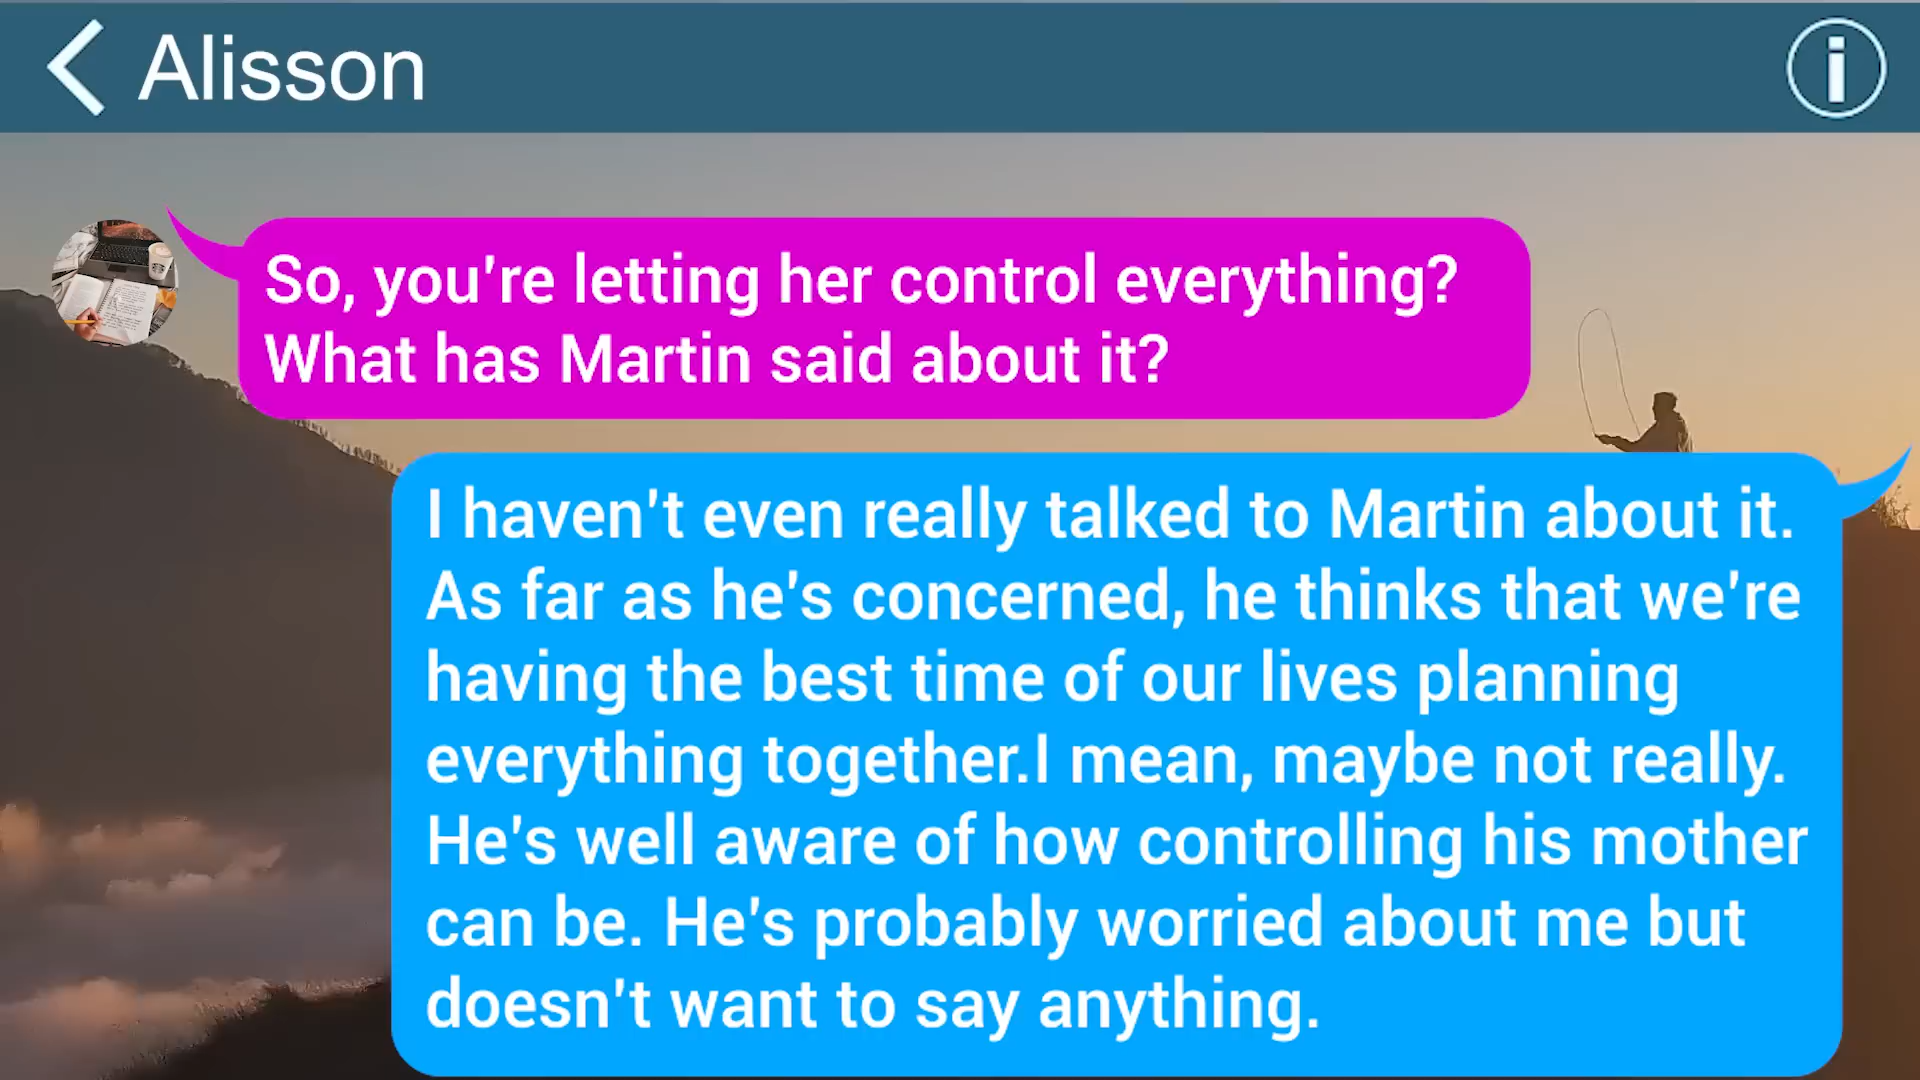 Alisson
So, you're letting her control everything?
What has Martin said about it?
I haven't even really talked to Martin about it.
As far as he's concerned, he thinks that we're
having the best time of our lives planning
everything together.I mean, maybe not really.
He's well aware of how controlling his mother
can be. He's probably worried about me but
doesn't want to say anything.